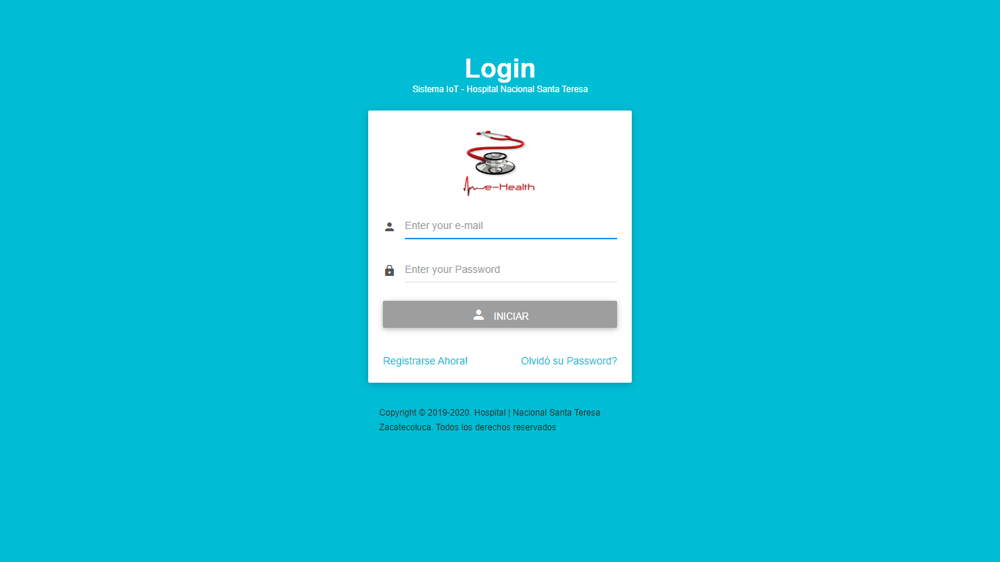 Login
Sistema IoT - Hospital Nacional Santa Teresa
e-Health
Enter your e-mail
Enter your Password
INICIAR
Registrarse Ahora! Olvidó su Password?
Copyright © 2019-2020. Hospital | Nacional Santa Teresa
Zacatecoluca. Todos los derechos reservados